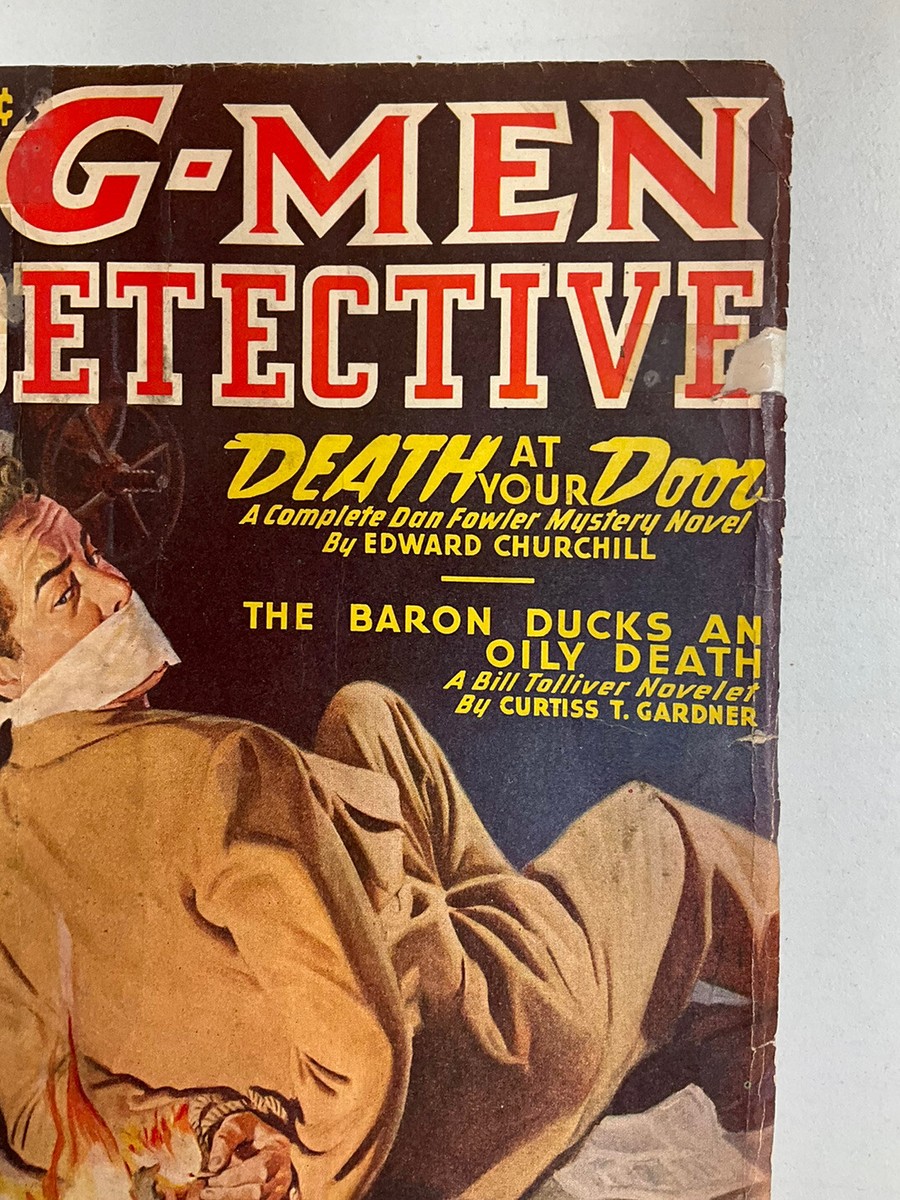 ¢
G-MEN
DETECTIVE
DEATH AT YOUR DOOR
A Complete Dan Fowler Mystery Novel
By EDWARD CHURCHILL
THE BARON DUCKS AN
OILY DEATH
A Bill Tolliver Novelet
By CURTISS T. GARDNER